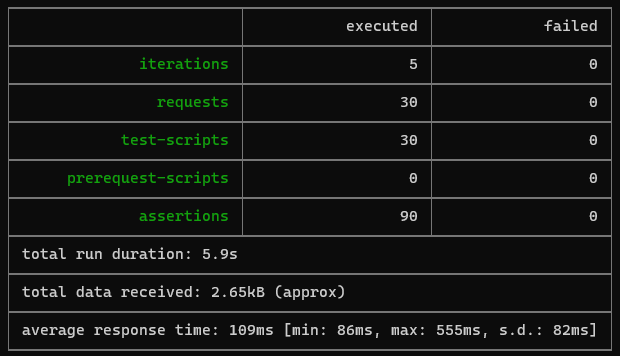 executed failed
iterations 5 0
requests 30 0
test-scripts 30 0
prerequest-scripts 0 0
assertions 90 0
total run duration: 5.9s
total data received: 2.65kB (approx)
average response time: 109ms [min: 86ms, max: 555ms, s.d.: 82ms]